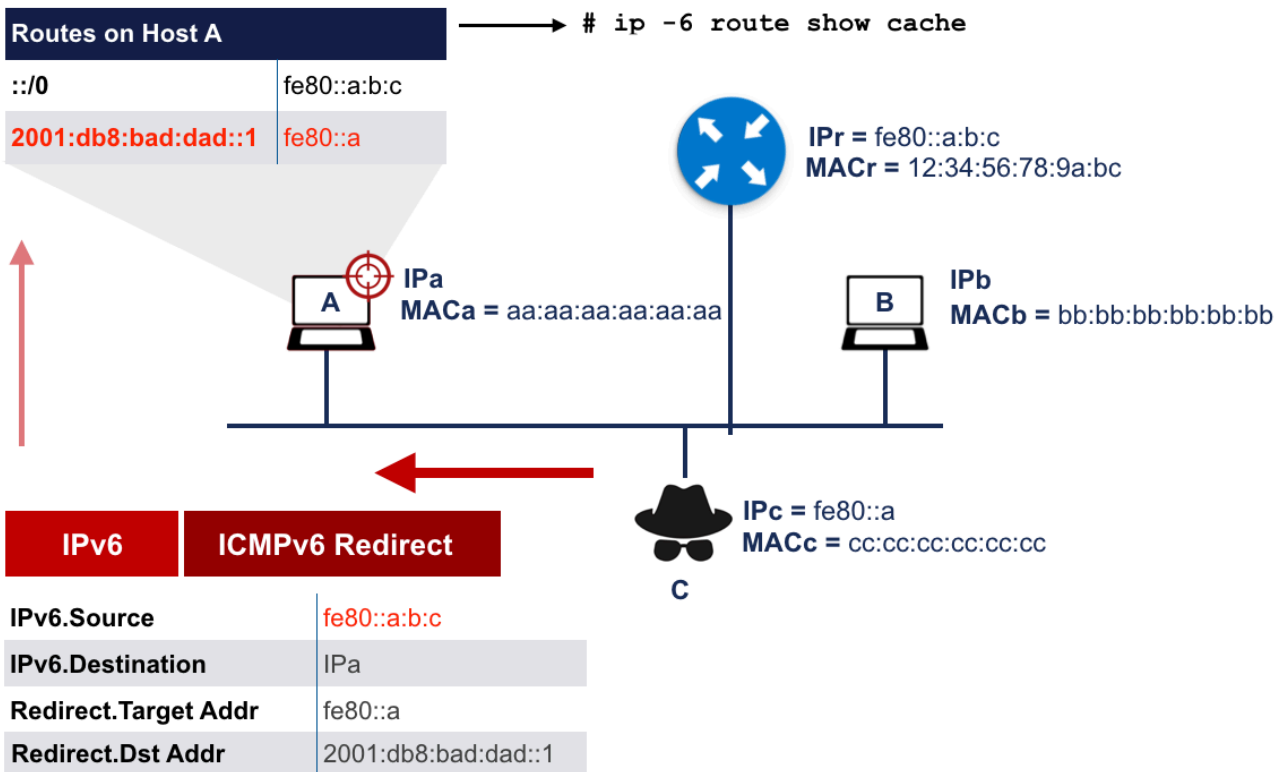 Routes on Host A
# ip -6 route show cache
::/0 fe80::a:b:c
2001:db8:bad:dad::1 fe80::a
IPr = fe80::a:b:c
MACr = 12:34:56:78:9a:bc
A
IPa
MACa = aa:aa:aa:aa:aa:aa
B
IPb
MACb = bb:bb:bb:bb:bb:bb
IPc = fe80::a
MACc = cc:cc:cc:cc:cc:cc
C
IPv6 ICMPv6 Redirect
IPv6.Source fe80::a:b:c
IPv6.Destination IPa
Redirect.Target Addr fe80::a
Redirect.Dst Addr 2001:db8:bad:dad::1